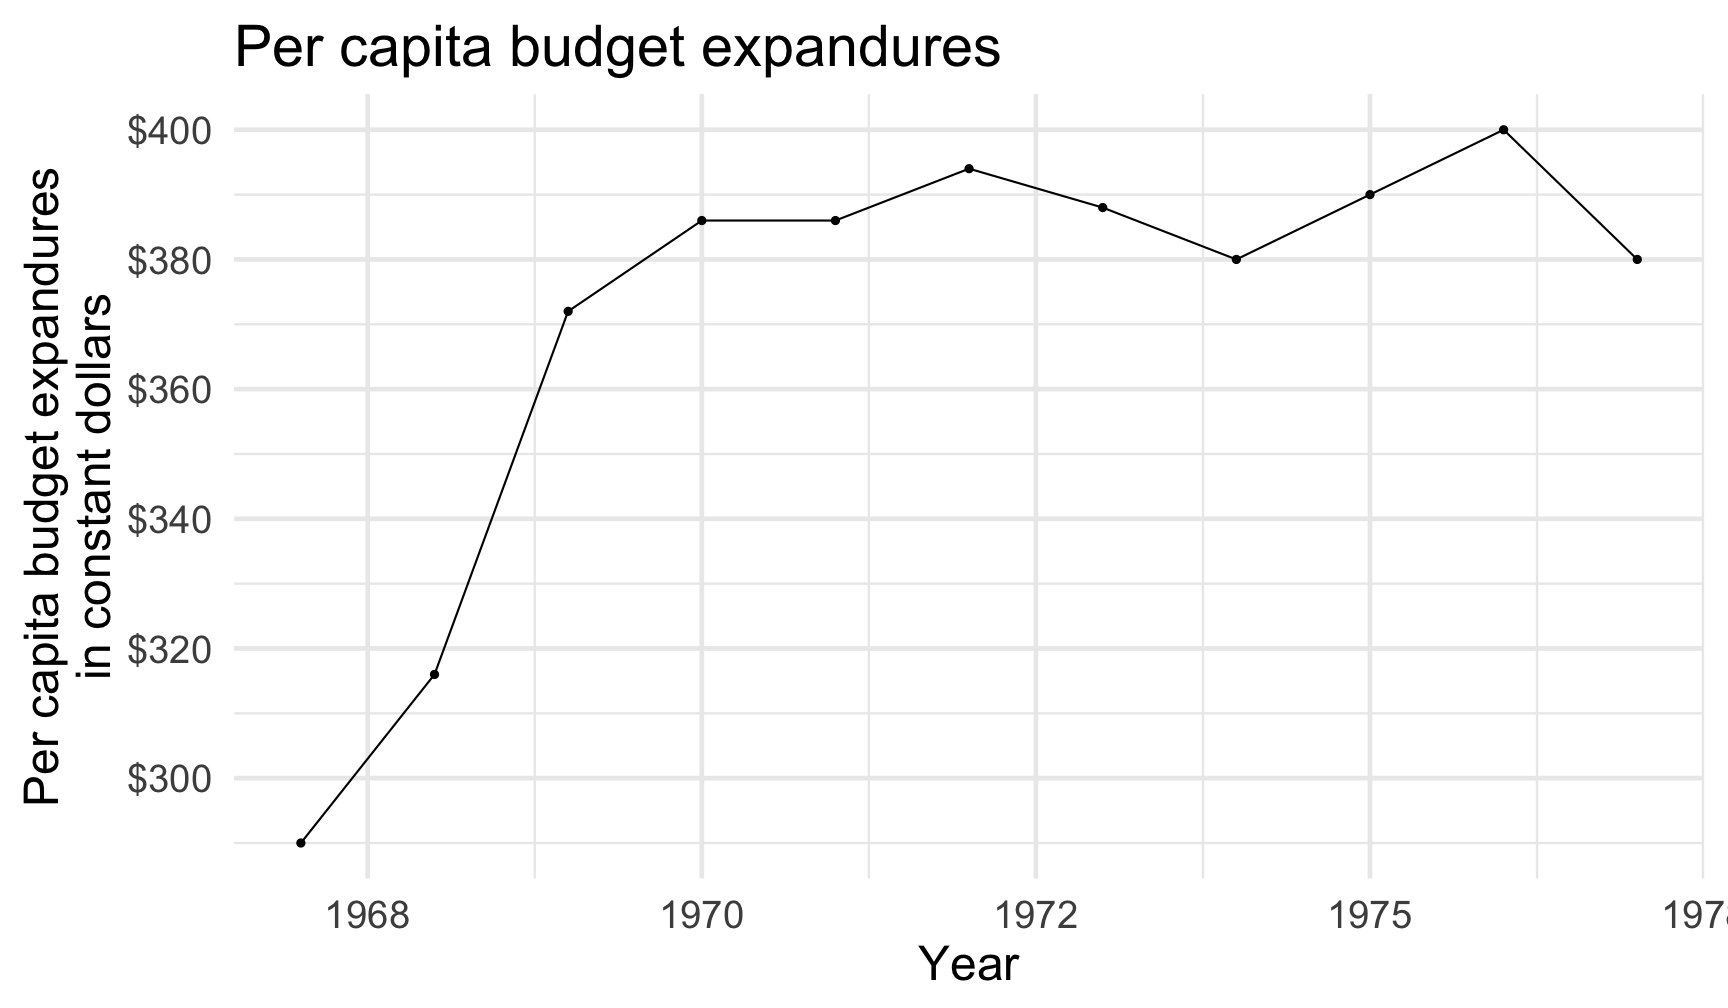 Per capita budget expandures
$400
$380
$360
$340
$320
$300
Per capita budget expandures
in constant dollars
1968
1970
1972
1975
197
Year